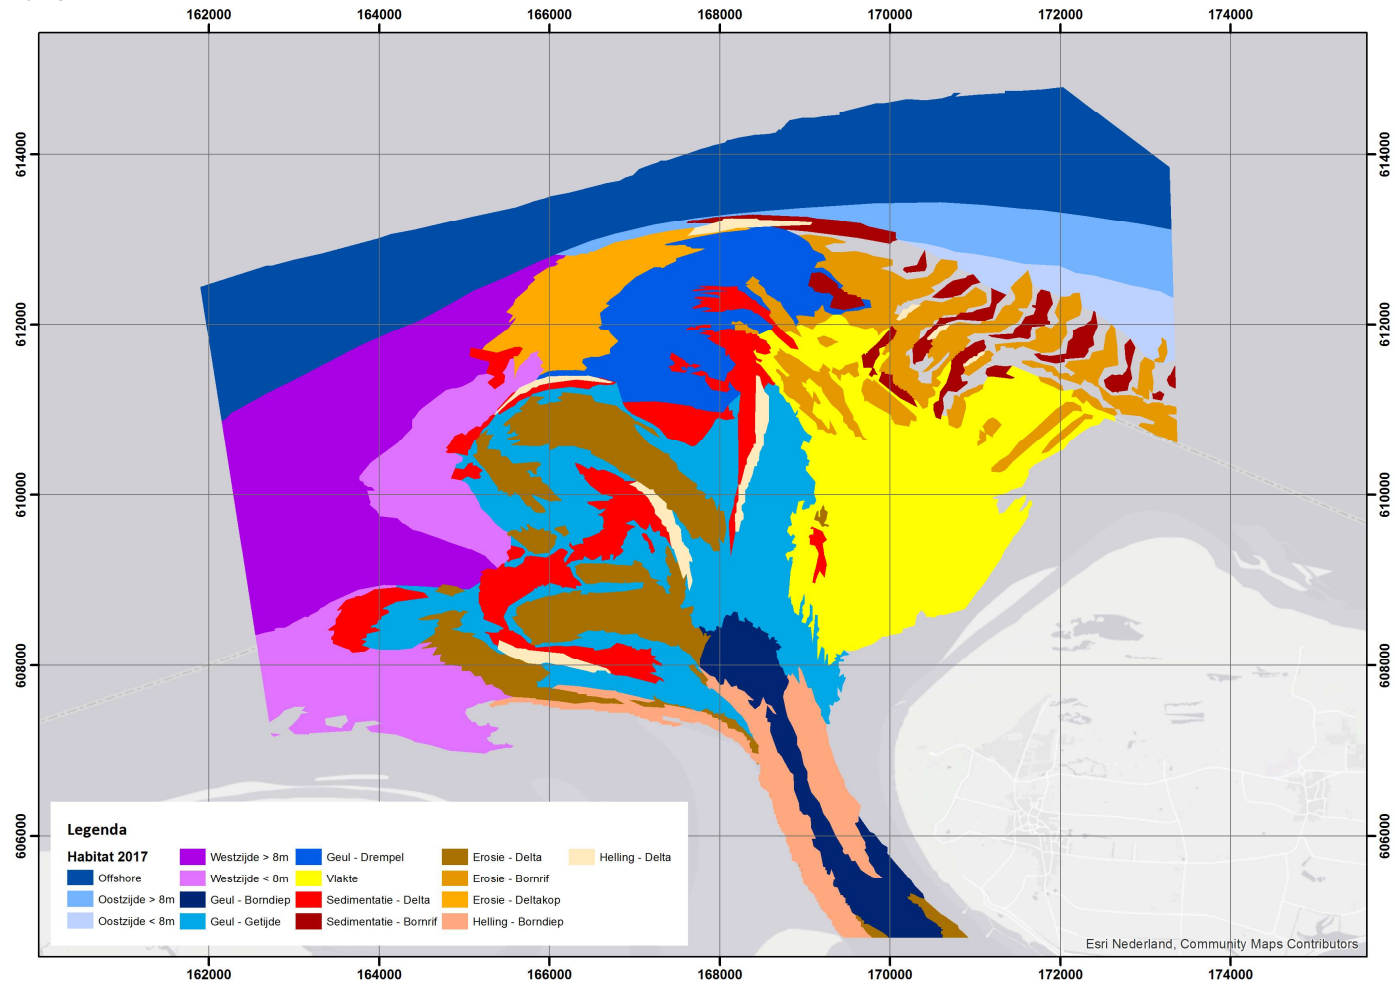 162000 164000 166000 168000 170000 172000 174000
614000 614000
612000 612000
610000 610000
608000 608000
606000 606000
Legenda
Habitat 2017
Offshore
Oostzijde > 8m
Oostzijde < 8m
Westzijde > 8m
Westzijde < 8m
Geul - Borndiep
Geul - Getijde
Geul - Drempel
Vlakte
Sedimentatie - Delta
Sedimentatie - Bornrif
Erosie - Delta
Erosie - Bornrif
Erosie - Deltakop
Helling - Borndiep
Helling - Delta
Esri Nederland, Community Maps Contributors
162000 164000 166000 168000 170000 172000 174000